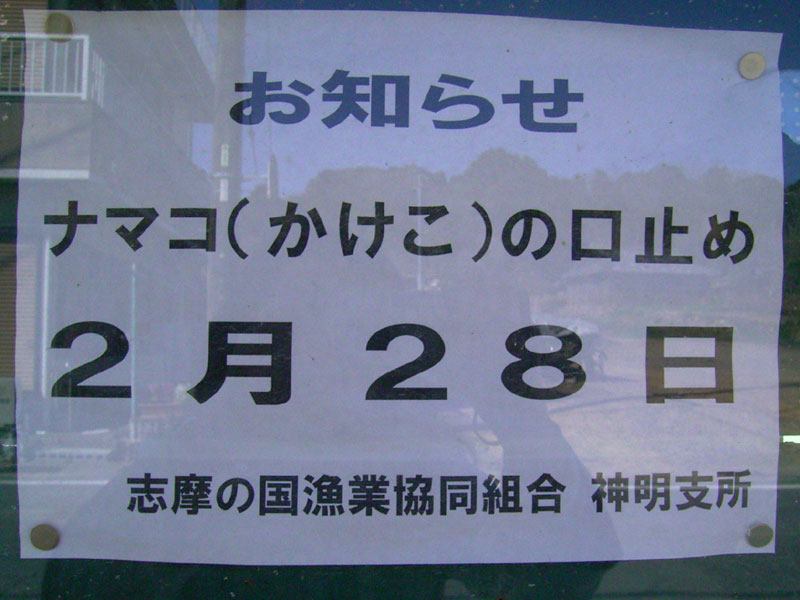 お知らせ
ナマコ(かけこ)の口止め
２月２８日
志摩の国漁業協同組合 神明支所